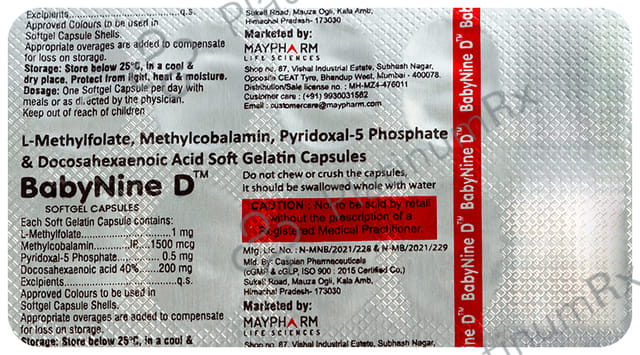 Excipients..........................q.s.
Approved Colours to be used in
Softgel Capsule Shells.
Appropriate overages are added to compensate
for loss on storage.
Storage: Store below 25°C, in a cool &
dry place. Protect from light, heat & moisture.
Dosage: One Softgel Capsule per day with
meals or as directed by the physician.
Keep out of reach of children
Suketi Road, Mauza Ogli, Kala Amb,
Himachal Pradesh- 173030
Marketed by:
MAYPHARM
LIFE SCIENCES
Shop no. 87, Vishal Industrial Estate, Subhash Nagar,
Opposite CEAT Tyre, Bhandup West, Mumbai - 400078.
Distribution/Sale license no. : MH-MZ4-476011
Customer care : (+91) 9930031582
Email : customercare@maypharm.com
L-Methylfolate, Methylcobalamin, Pyridoxal-5 Phosphate
& Docosahexaenoic Acid Soft Gelatin Capsules
BabyNine D™
SOFTGEL CAPSULES
Each Soft Gelatin Capsule contains:
L-Methylfolate..........................1 mg
Methylcobalamin........IP....1500 mcg
Pyridoxal-5 Phosphate............0.5 mg
Docosahexaenoic acid 40%......200 mg
Excipients..........................q.s.
Approved Colours to be used in
Softgel Capsule Shells.
Appropriate overages are added to compensate
for loss on storage.
Storage: Store below 25°C, in a cool &
Do not chew or crush the capsules,
it should be swallowed whole with water
CAUTION : Not to be sold by retail
without the prescription of a
Registered Medical Practitioner.
Mfg. Lic. No. : N-MNB/2021/228 & N-MB/2021/229
Mfd. By: Caspian Pharmaceuticals
(cGMP & cGLP, ISO 900 : 2015 Certified Co.)
Suketi Road, Mauza Ogli, Kala Amb,
Himachal Pradesh- 173030
Marketed by:
MAYPHARM
LIFE SCIENCES
Shop no. 87, Vishal Industrial Estate, Subhash Nagar,
BabyNine D™
BabyNine D™
BabyNine D™
PlatinumRx